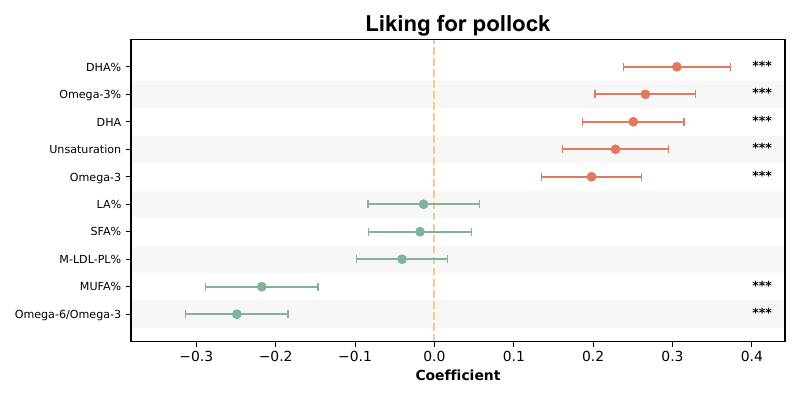 Liking for pollock
DHA% ***
Omega-3% ***
DHA ***
Unsaturation ***
Omega-3 ***
LA%
SFA%
M-LDL-PL%
MUFA% ***
Omega-6/Omega-3 ***
−0.3 −0.2 −0.1 0.0 0.1 0.2 0.3 0.4
Coefficient